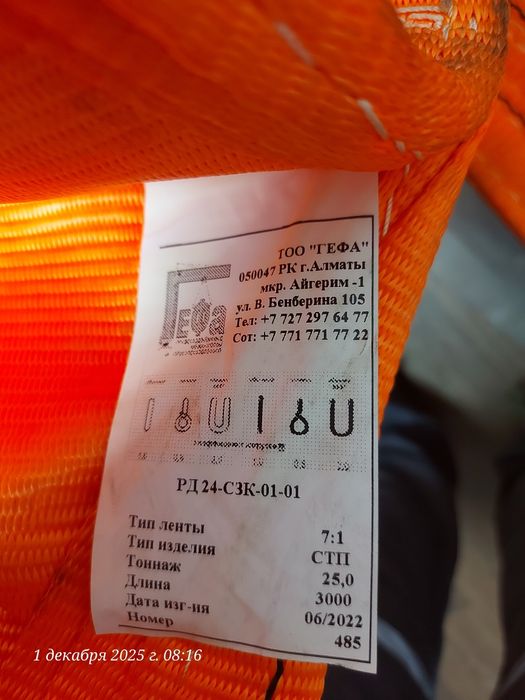 ТОО "ГЕФА"
050047 РК г.Алматы
мкр. Айгерим -1
ул. В. Бенберина 105
Тел: +7 727 297 64 77
Сот: +7 771 771 77 22
ГЕФа
РД 24-СЗК-01-01
Тип ленты 7:1
Тип изделия СТП
Тоннаж 25,0
Длина 3000
Дата изг-ия 06/2022
Номер 485
1 декабря 2025 г. 08:16